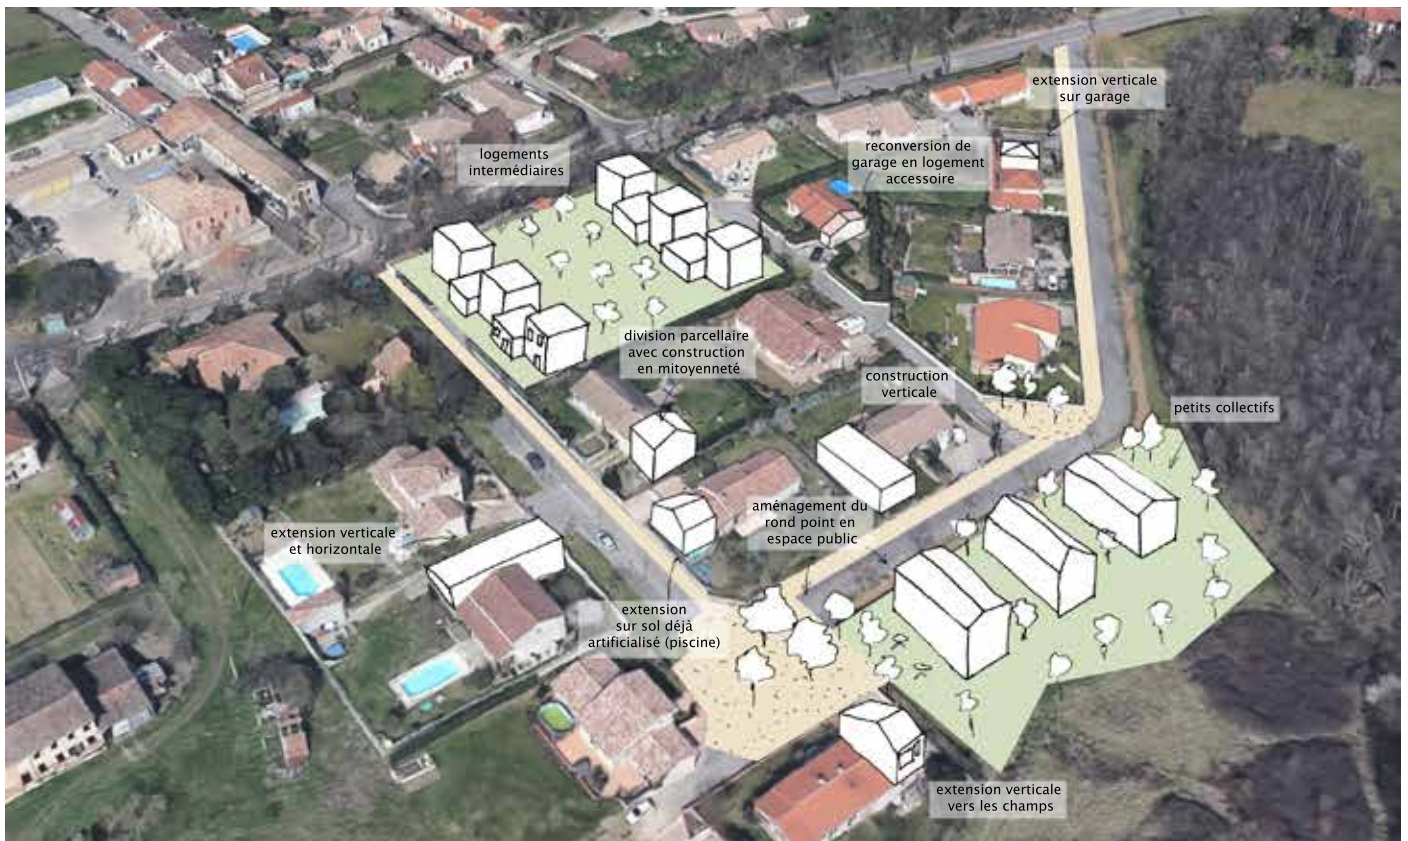 extension verticale
sur garage
logements
intermédiaires
reconversion de
garage en logement
accessoire
division parcellaire
avec construction
en mitoyenneté
construction
verticale
petits collectifs
extension verticale
et horizontale
aménagement du
rond point en
espace public
extension
sur sol déjà
artificialisé (piscine)
extension verticale
vers les champs